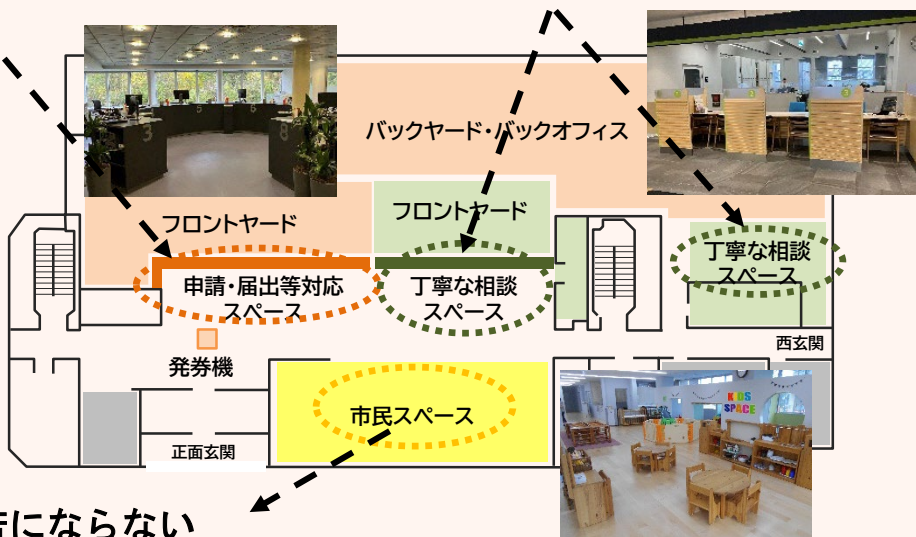 バックヤード・バックオフィス
フロントヤード
フロントヤード
申請・届出等対応
スペース
丁寧な相談
スペース
丁寧な相談
スペース
発券機
西玄関
市民スペース
正面玄関
KIDS
SPACE
3
5
8
にならない